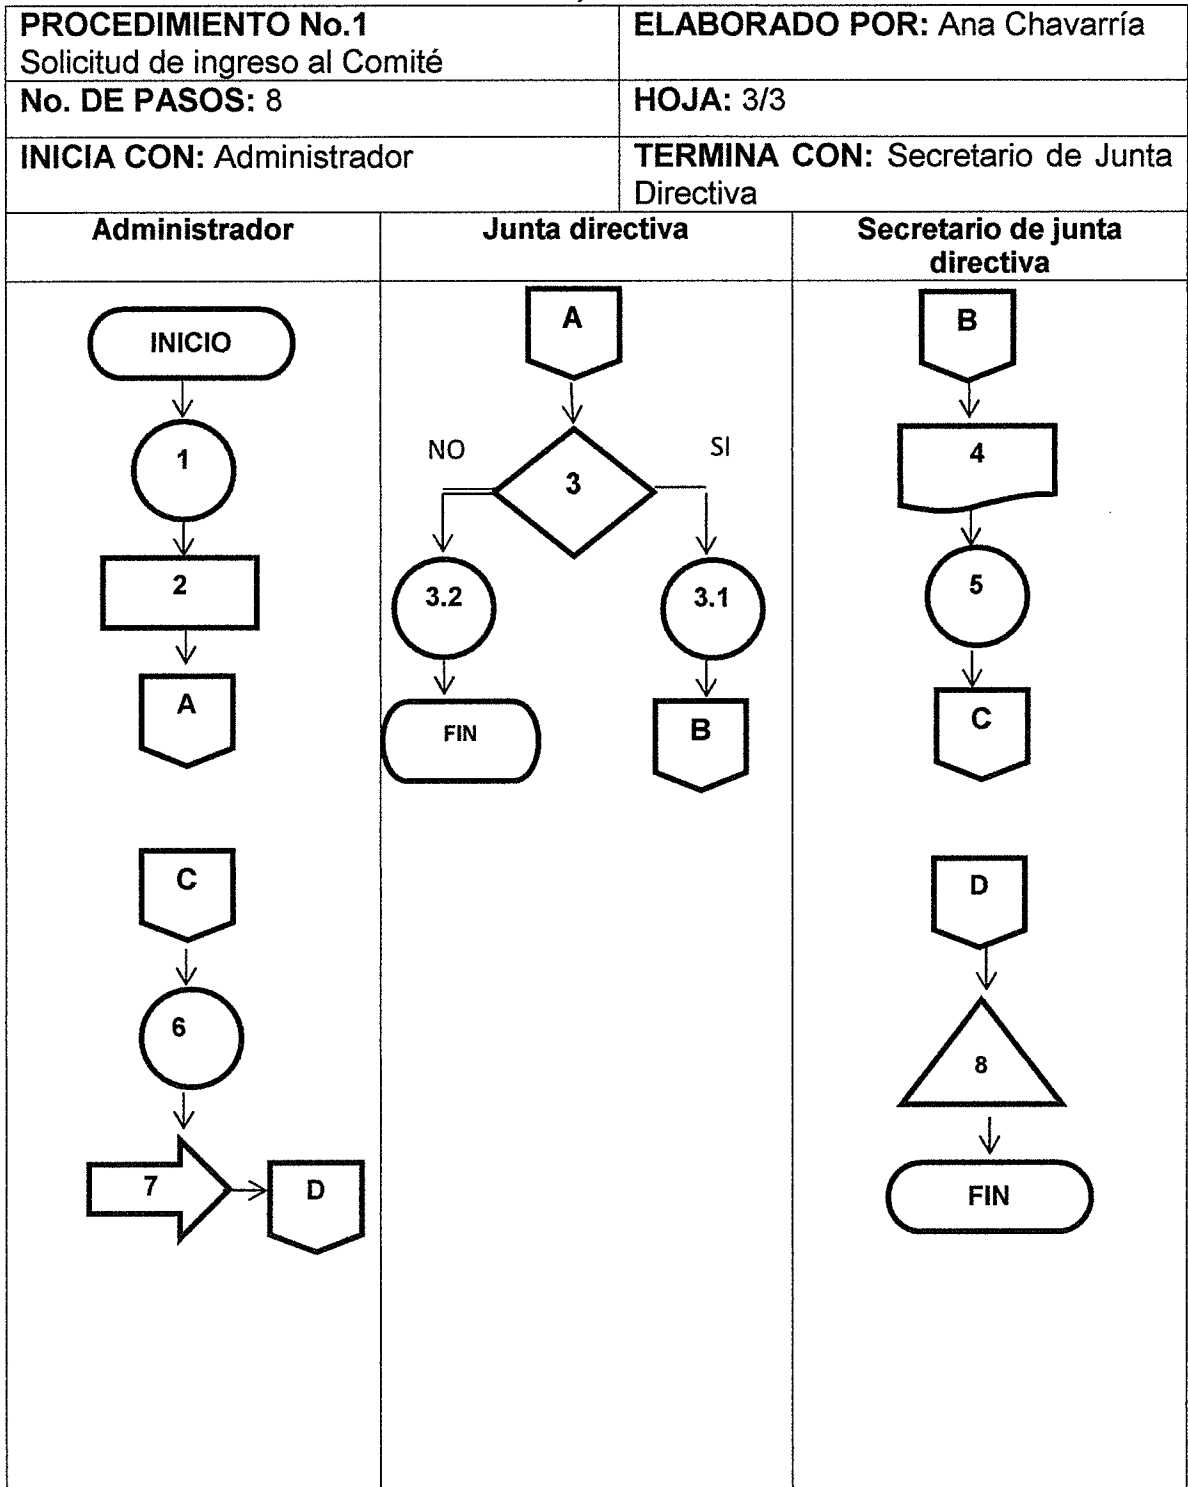 PROCEDIMIENTO No.1
Solicitud de ingreso al Comité
ELABORADO POR: Ana Chavarría
No. DE PASOS: 8
HOJA: 3/3
INICIA CON: Administrador
TERMINA CON: Secretario de Junta
Directiva
Administrador
Junta directiva
Secretario de junta
directiva
INICIO
1
2
A
C
6
7
D
A
NO
SI
3
3.2
3.1
FIN
B
B
4
5
C
D
8
FIN